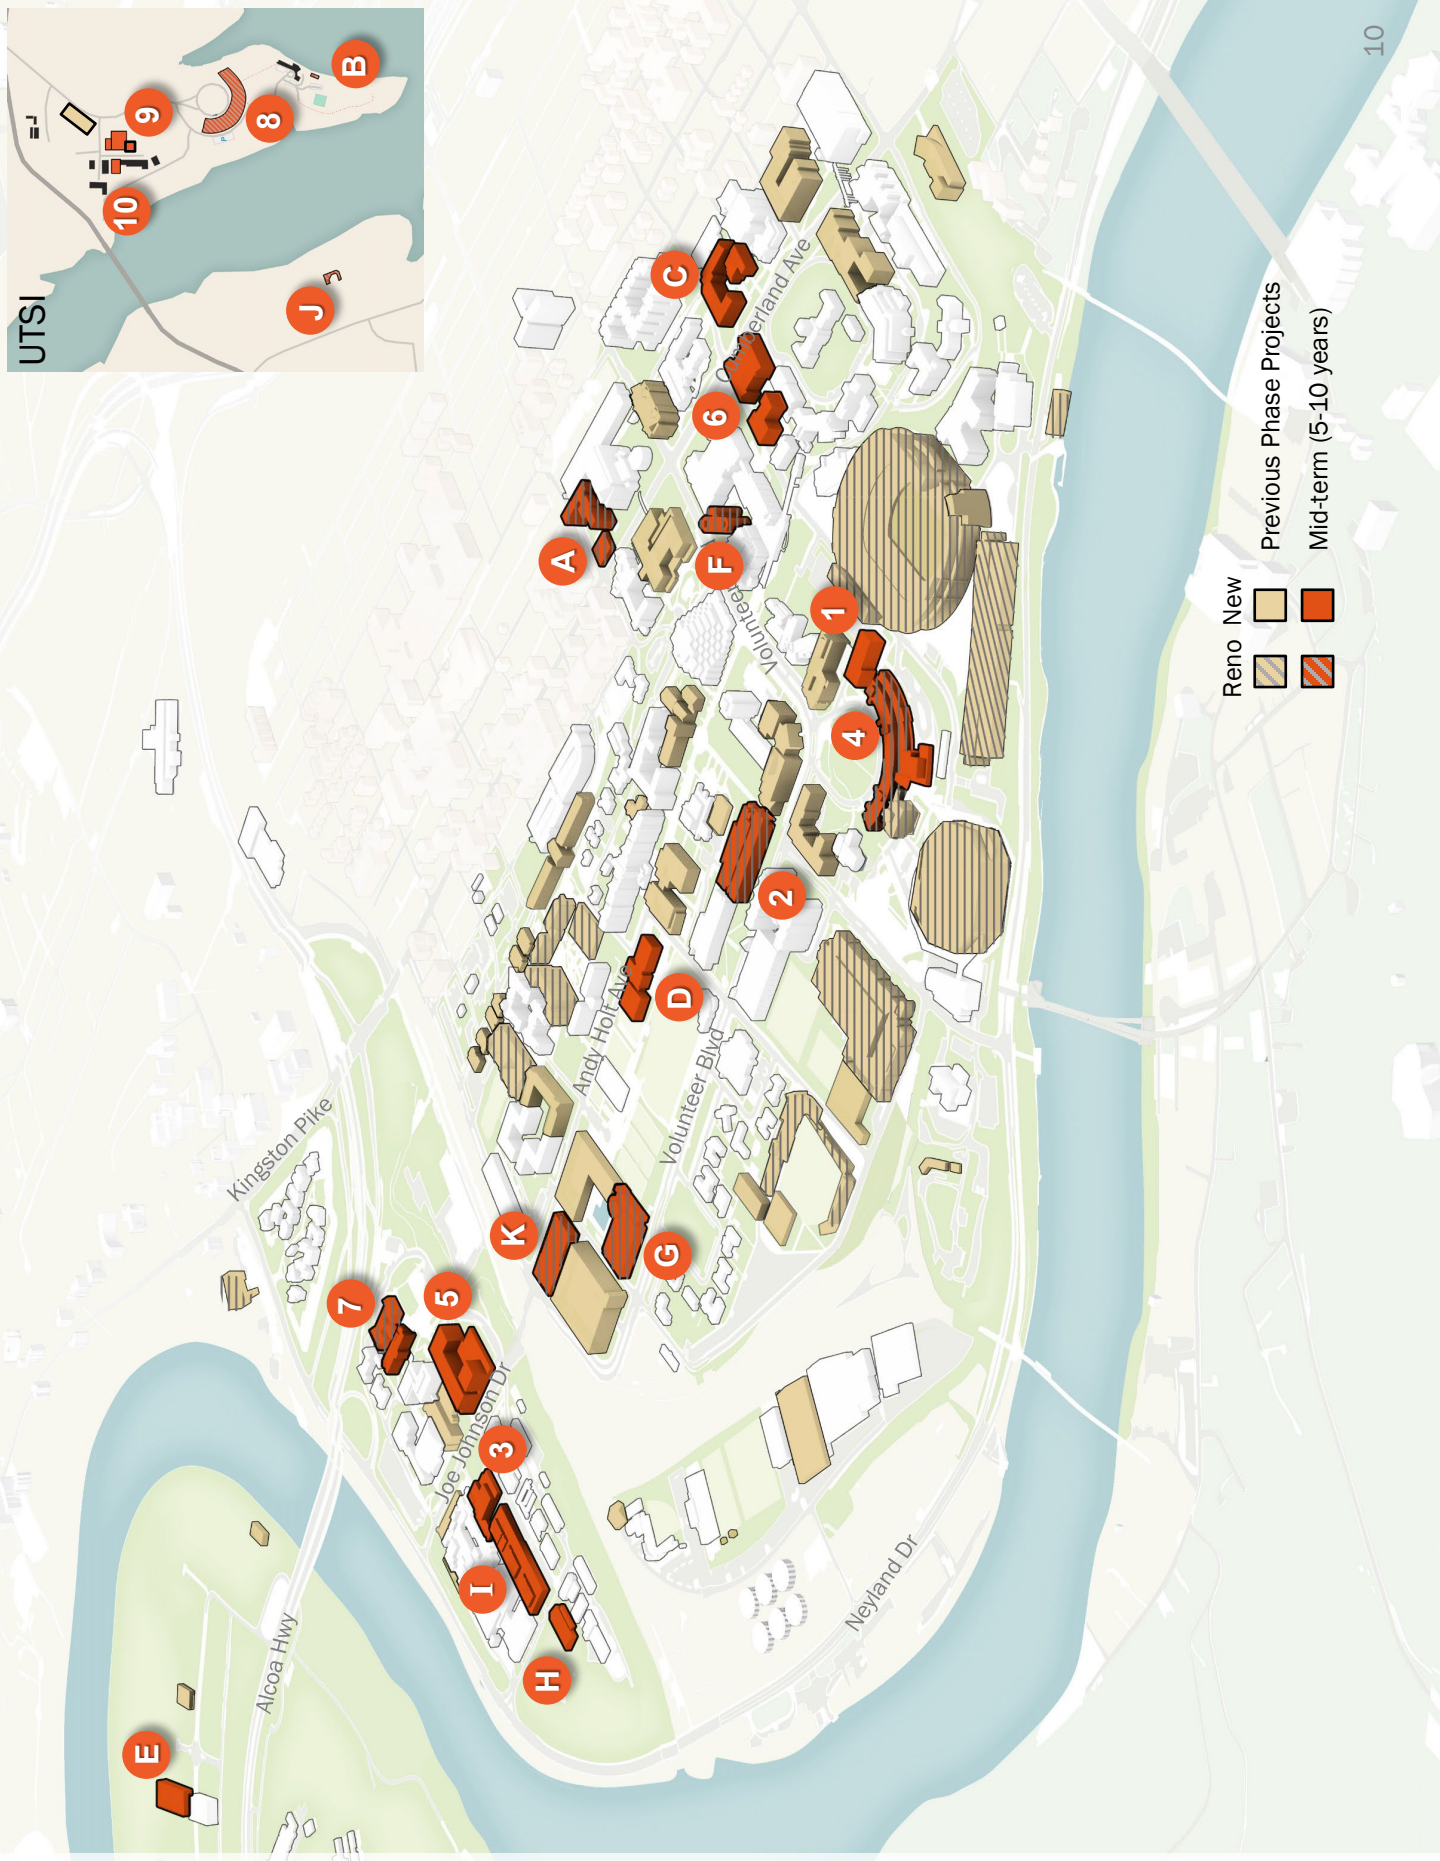 UTSI
10
9
8
B
J
E
Alcoa Hwy
H
I
3
Joe Johnson Dr
5
7
Kingston Pike
K
G
Volunteer Blvd
Andy Holt Ave
D
2
4
1
Volunteer
F
A
6
C
Cumberland Ave
Neyland Dr
Reno New
Previous Phase Projects
Mid-term (5-10 years)
10